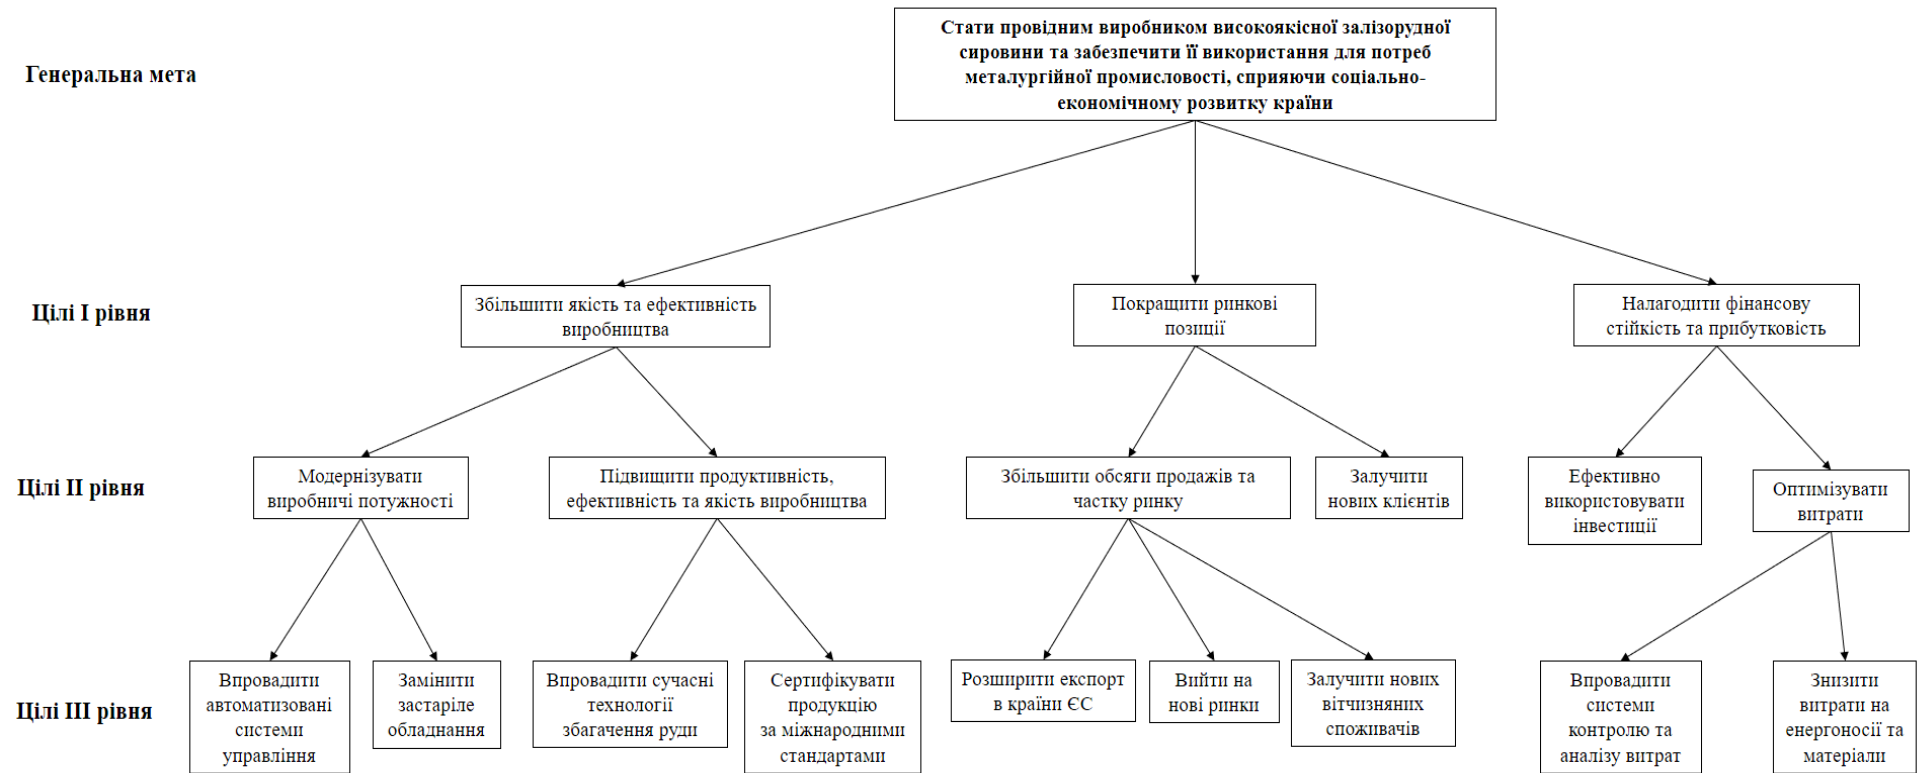 Генеральна мета
Стати провідним виробником високоякісної залізорудної
сировини та забезпечити її використання для потреб
металургійної промисловості, сприяючи соціально-
економічному розвитку країни
Цілі I рівня
Збільшити якість та ефективність
виробництва
Покращити ринкові
позиції
Налагодити фінансову
стійкість та прибутковість
Цілі II рівня
Модернізувати
виробничі потужності
Підвищити продуктивність,
ефективність та якість виробництва
Збільшити обсяги продажів та
частку ринку
Залучити
нових клієнтів
Ефективно
використовувати
інвестиції
Оптимізувати
витрати
Цілі III рівня
Впровадити
автоматизовані
системи
управління
Замінити
застаріле
обладнання
Впровадити сучасні
технології
збагачення руди
Сертифікувати
продукцію
за міжнародними
стандартами
Розширити експорт
в країни ЄС
Вийти на
нові ринки
Залучити нових
вітчизняних
споживачів
Впровадити
системи
контролю та
аналізу витрат
Знизити
витрати на
енергоносії та
матеріали